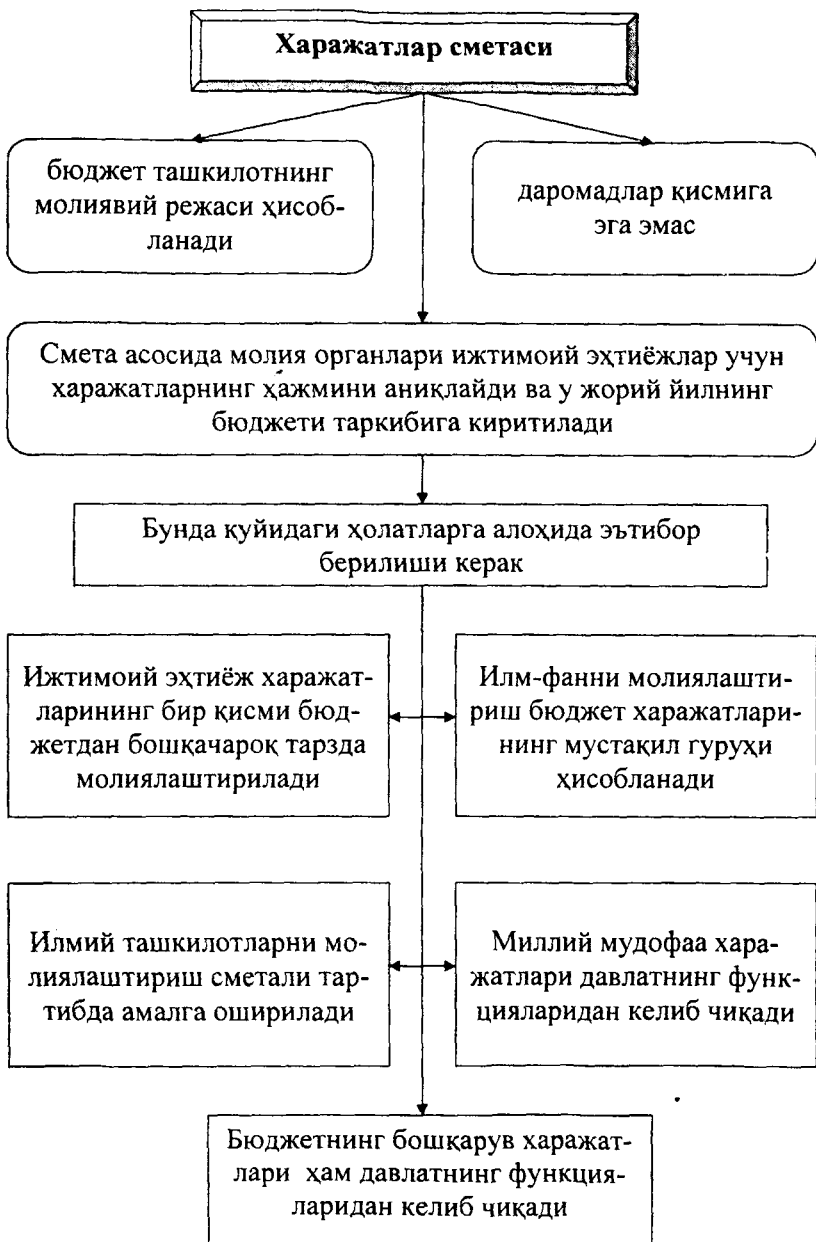 Харажатлар сметаси
бюджет ташкилотнинг
молиявий режаси ҳисоб-
ланади
даромадлар қисмига
эга эмас
Смета асосида молия органлари ижтимоий эҳтиёжлар учун
харажатларнинг ҳажмини аниқлайди ва у жорий йилнинг
бюджети таркибига киритилади
Бунда қуйидаги ҳолатларга алоҳида эътибор
берилиши керак
Ижтимоий эҳтиёж харажат-
ларининг бир қисми бюд-
жетдан бошқачароқ тарзда
молиялаштирилади
Илм-фанни молиялашти-
риш бюджет харажатлари-
нинг мустақил гуруҳи
ҳисобланади
Илмий ташкилотларни мо-
лиялаштириш сметали тар-
тибда амалга оширилади
Миллий мудофаа хара-
жатлари давлатнинг функ-
цияларидан келиб чиқади
Бюджетнинг бошқарув харажат-
лари ҳам давлатнинг функция-
ларидан келиб чиқади